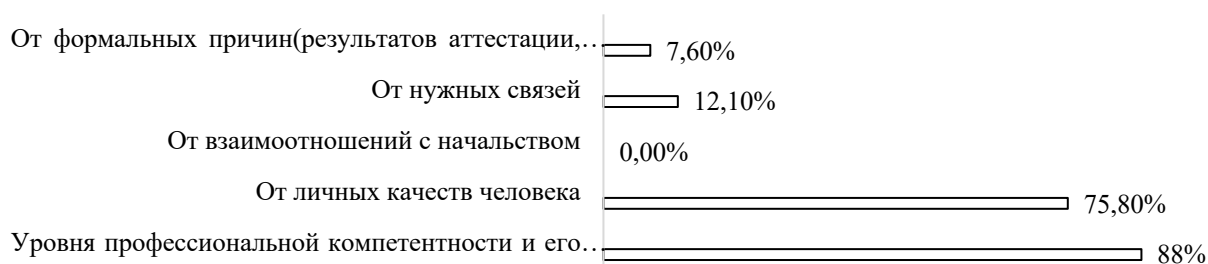 От формальных причин(результатов аттестации,… 7,60%
От нужных связей 12,10%
От взаимоотношений с начальством 0,00%
От личных качеств человека 75,80%
Уровня профессиональной компетентности и его… 88%